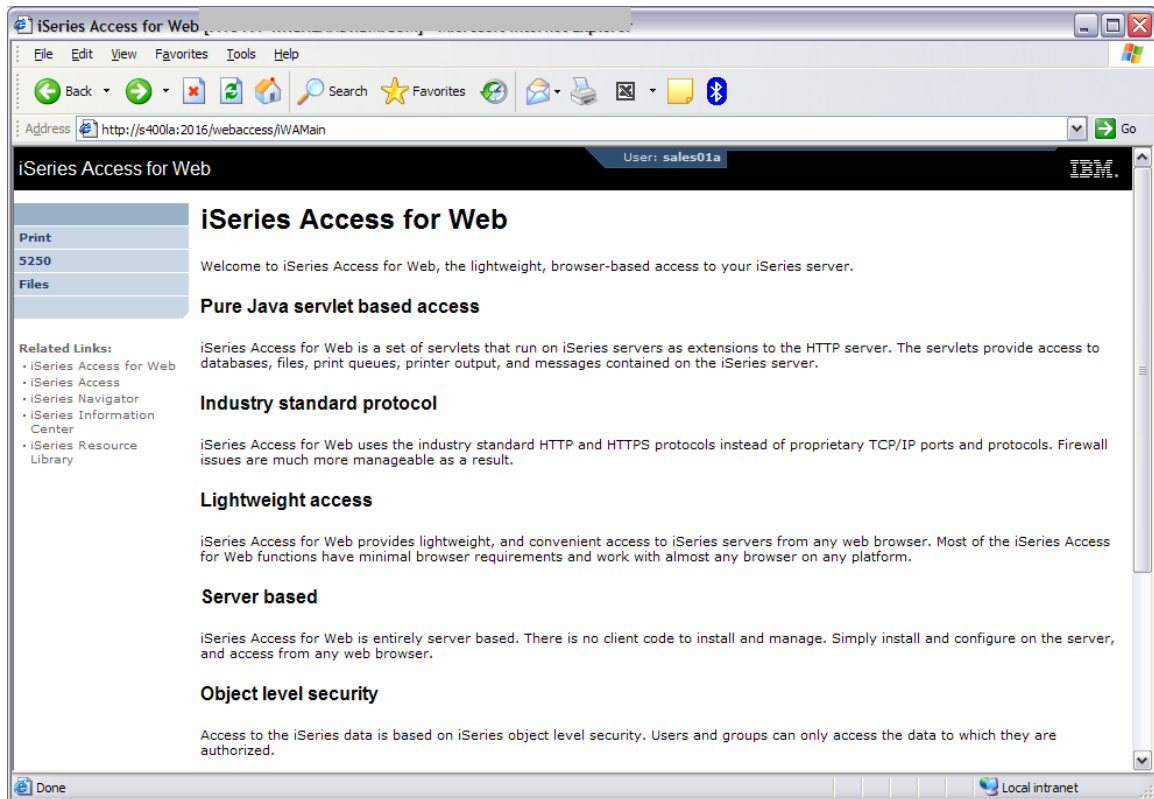 iSeries Access for Web
File Edit View Favorites Tools Help
Back Search Favorites
Address http://s400la:2016/webaccess/iWAMain Go
iSeries Access for Web User: sales01a IBM.
Print
5250
Files
Related Links:
· iSeries Access for Web
· iSeries Access
· iSeries Navigator
· iSeries Information
Center
· iSeries Resource
Library
iSeries Access for Web
Welcome to iSeries Access for Web, the lightweight, browser-based access to your iSeries server.
Pure Java servlet based access
iSeries Access for Web is a set of servlets that run on iSeries servers as extensions to the HTTP server. The servlets provide access to
databases, files, print queues, printer output, and messages contained on the iSeries server.
Industry standard protocol
iSeries Access for Web uses the industry standard HTTP and HTTPS protocols instead of proprietary TCP/IP ports and protocols. Firewall
issues are much more manageable as a result.
Lightweight access
iSeries Access for Web provides lightweight, and convenient access to iSeries servers from any web browser. Most of the iSeries Access
for Web functions have minimal browser requirements and work with almost any browser on any platform.
Server based
iSeries Access for Web is entirely server based. There is no client code to install and manage. Simply install and configure on the server,
and access from any web browser.
Object level security
Access to the iSeries data is based on iSeries object level security. Users and groups can only access the data to which they are
authorized.
Done Local intranet